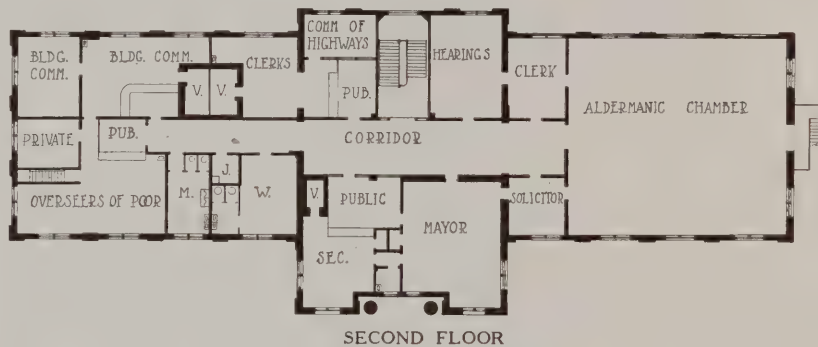 COMM OF
HIGHWAYS
BLDG.
COMM.
BLDG. COMM.
CLERKS
HEARINGS
CLERK
V.
V.
PUB.
ALDERMANIC CHAMBER
PRIVATE
PUB.
CORRIDOR
OVERSEERS OF POOR
M.
J.
W.
V.
PUBLIC
SOLICITOR
MAYOR
SEC.
SECOND FLOOR